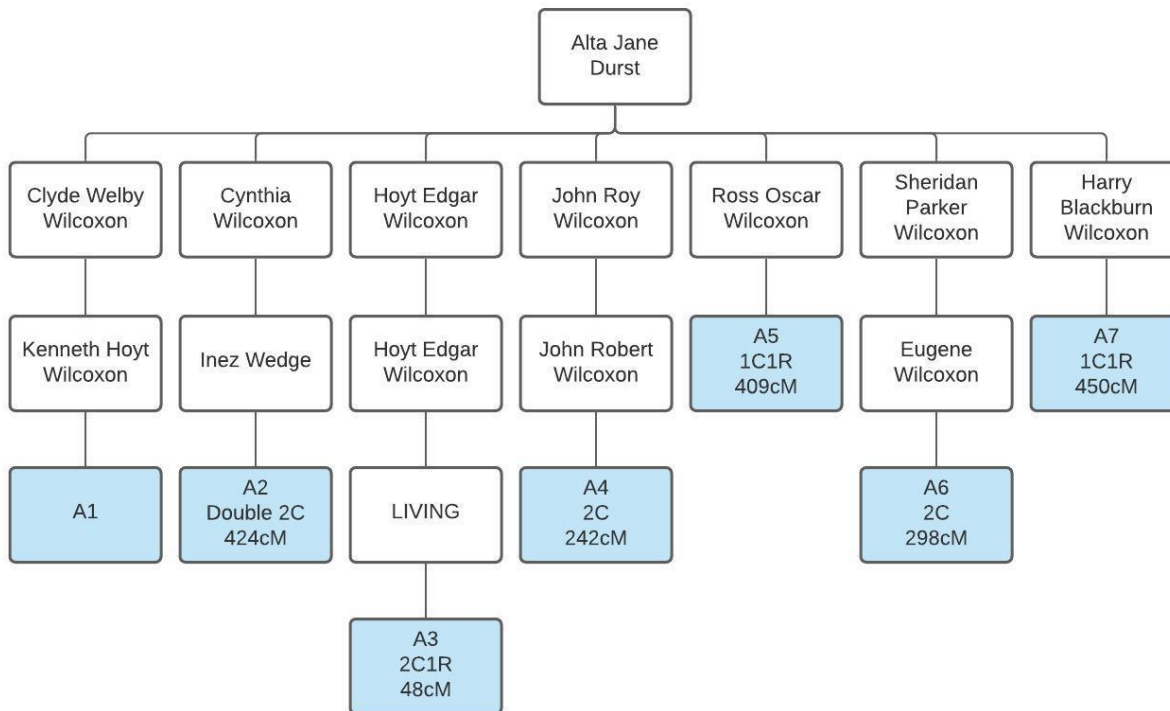 Alta Jane
Durst
Clyde Welby
Wilcoxon
Cynthia
Wilcoxon
Hoyt Edgar
Wilcoxon
John Roy
Wilcoxon
Ross Oscar
Wilcoxon
Sheridan
Parker
Wilcoxon
Harry
Blackburn
Wilcoxon
Kenneth Hoyt
Wilcoxon
Inez Wedge
Hoyt Edgar
Wilcoxon
John Robert
Wilcoxon
A5
1C1R
409cM
Eugene
Wilcoxon
A7
1C1R
450cM
A1
A2
Double 2C
424cM
LIVING
A4
2C
242cM
A6
2C
298cM
A3
2C1R
48cM